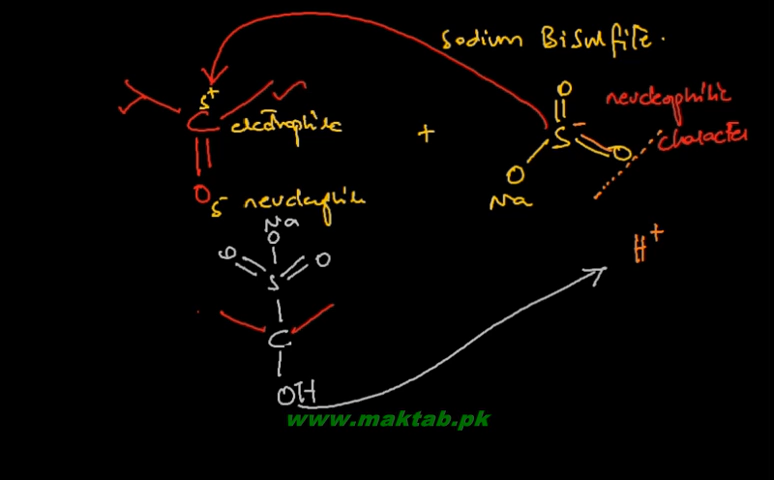 Sodium BiSulfite.
δ+
C
electrophile
O
δ-
neucleophile
+
O
S-
O
O
Na
neucleophilic
character
Na
O
O
O
S
C
OH
H+
www.maktab.pk